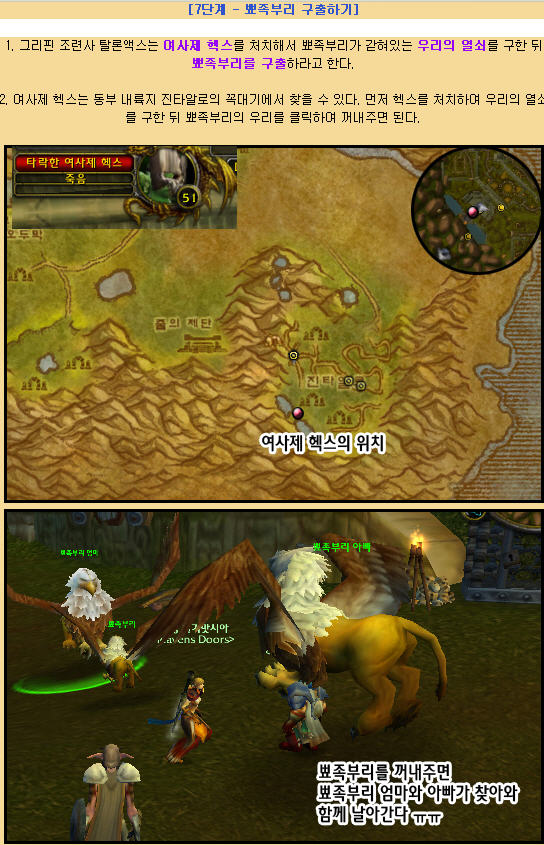 [7단계 - 뾰족부리 구출하기]
1. 그리핀 조련사 탈론액스는 여사제 헥스를 처치해서 뾰족부리가 갇혀있는 우리의 열쇠를 구한 뒤
뾰족부리를 구출하라고 한다.
2. 여사제 헥스는 동부 내륙지 진타알로의 꼭대기에서 찾을 수 있다. 먼저 헥스를 처치하여 우리의 열쇠
를 구한 뒤 뾰족부리의 우리를 클릭하여 꺼내주면 된다.
타락한 여사제 헥스
죽음
51
줄의 제단
여사제 헥스의 위치
뾰족부리 엄마
뾰족부리 아빠
뾰족부리
Doors>
뾰족부리를 꺼내주면
뾰족부리 엄마와 아빠가 찾아와
함께 날아간다 ㅠㅠ